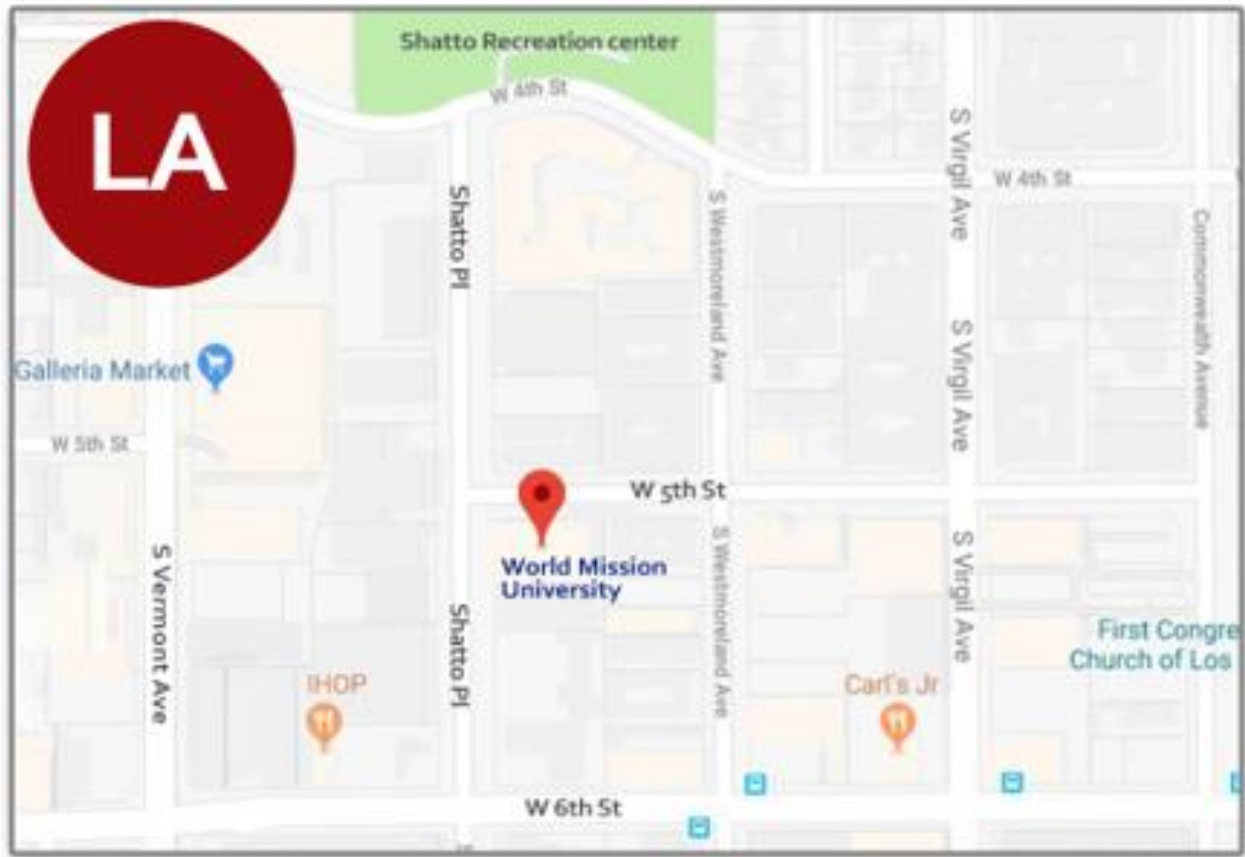 LA
Shatto Recreation center
W 4th St
W 4th St
Shatto Pl
S Westmoreland Ave
S Virgil Ave
Commonwealth Avenue
S Virgil Ave
Galleria Market
W 5th St
W 5th St
World Mission
University
S Vermont Ave
Shatto Pl
S Westmoreland Ave
S Virgil Ave
First Congre
Church of Los
IHOP
Carl's Jr
W 6th St